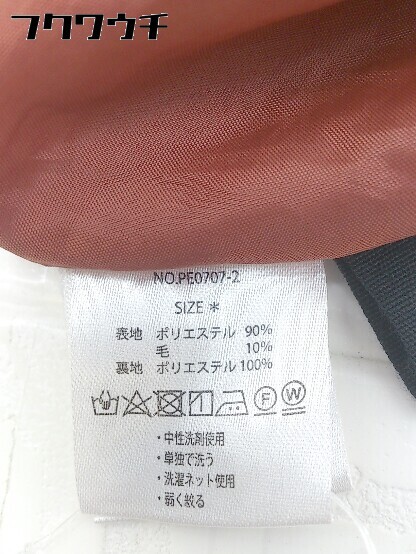 フクワウチ
NO.PE0707-2
SIZE *
表地 ポリエステル 90%
毛 10%
裏地 ポリエステル 100%
F W
・中性洗剤使用
・単独で洗う
・洗濯ネット使用
・弱く絞る